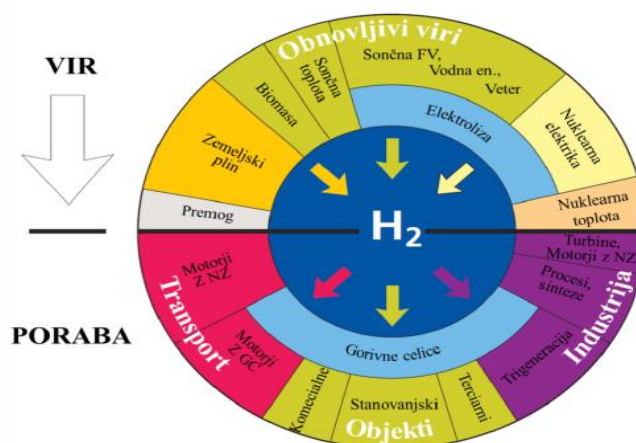 VIR
PORABA
Obnovljivi viri
Sončna FV,
Vodna en.,
Veter
Sončna
toplota
Biomasa
Zemeljski
plin
Premog
Elektroliza
Nuklearna
elektrika
Nuklearna
toplota
H₂
Motorji
Z NZ
Transport
Motorji
Z GC
Gorivne celice
Komecialne
Stanovanjski
Terciarni
Objekti
Turbine,
Motorji z NZ
Procesi,
sinteze
Trigeneracija
Industrija